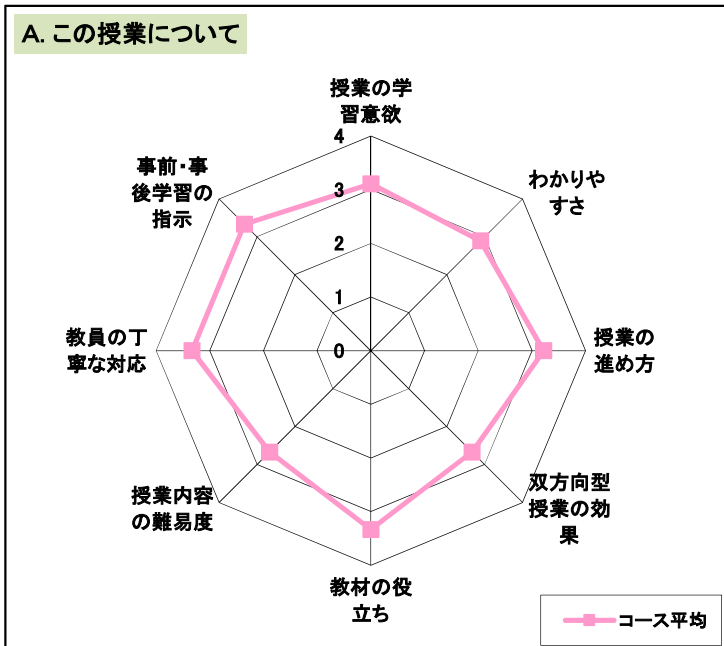 A. この授業について
授業の学
習意欲
4
3
2
1
0
わかりや
すさ
授業の
進め方
双方向型
授業の効
果
教材の役
立ち
授業内容
の難易度
教員の丁
寧な対応
事前・事
後学習の
指示
コース平均